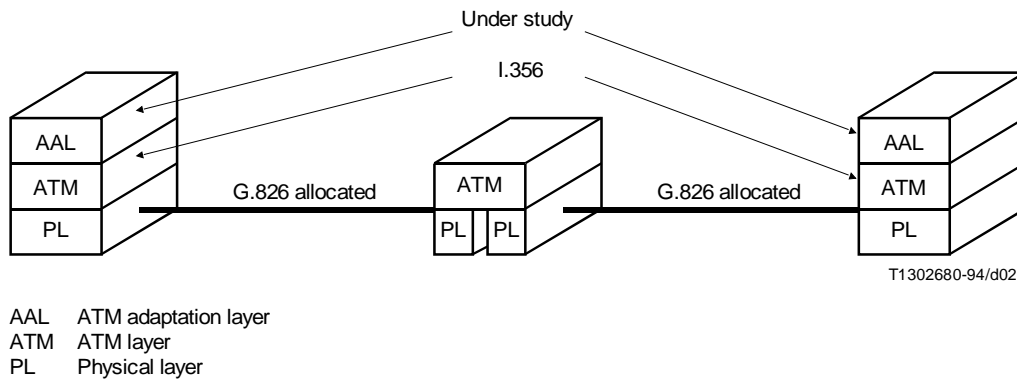 Under study
I.356
AAL
ATM
PL
G.826 allocated
ATM
PL PL
G.826 allocated
AAL
ATM
PL
T1302680-94/d02
AAL ATM adaptation layer
ATM ATM layer
PL Physical layer